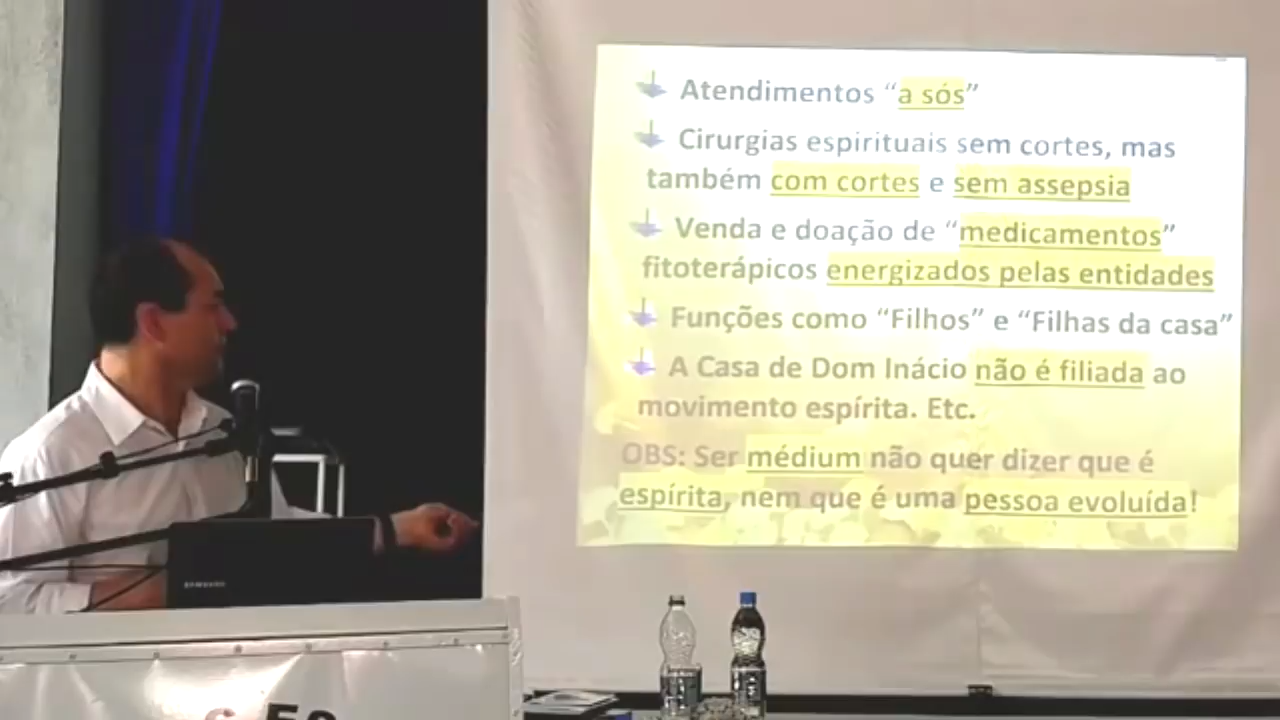 Atendimentos “a sós”
Cirurgias espirituais sem cortes, mas
também com cortes e sem assepsia
Venda e doação de “medicamentos”
fitoterápicos energizados pelas entidades
Funções como “Filhos” e “Filhas da casa”
A Casa de Dom Inácio não é filiada ao
movimento espírita. Etc.
OBS: Ser médium não quer dizer que é
espírita, nem que é uma pessoa evoluída!
SAMSUNG